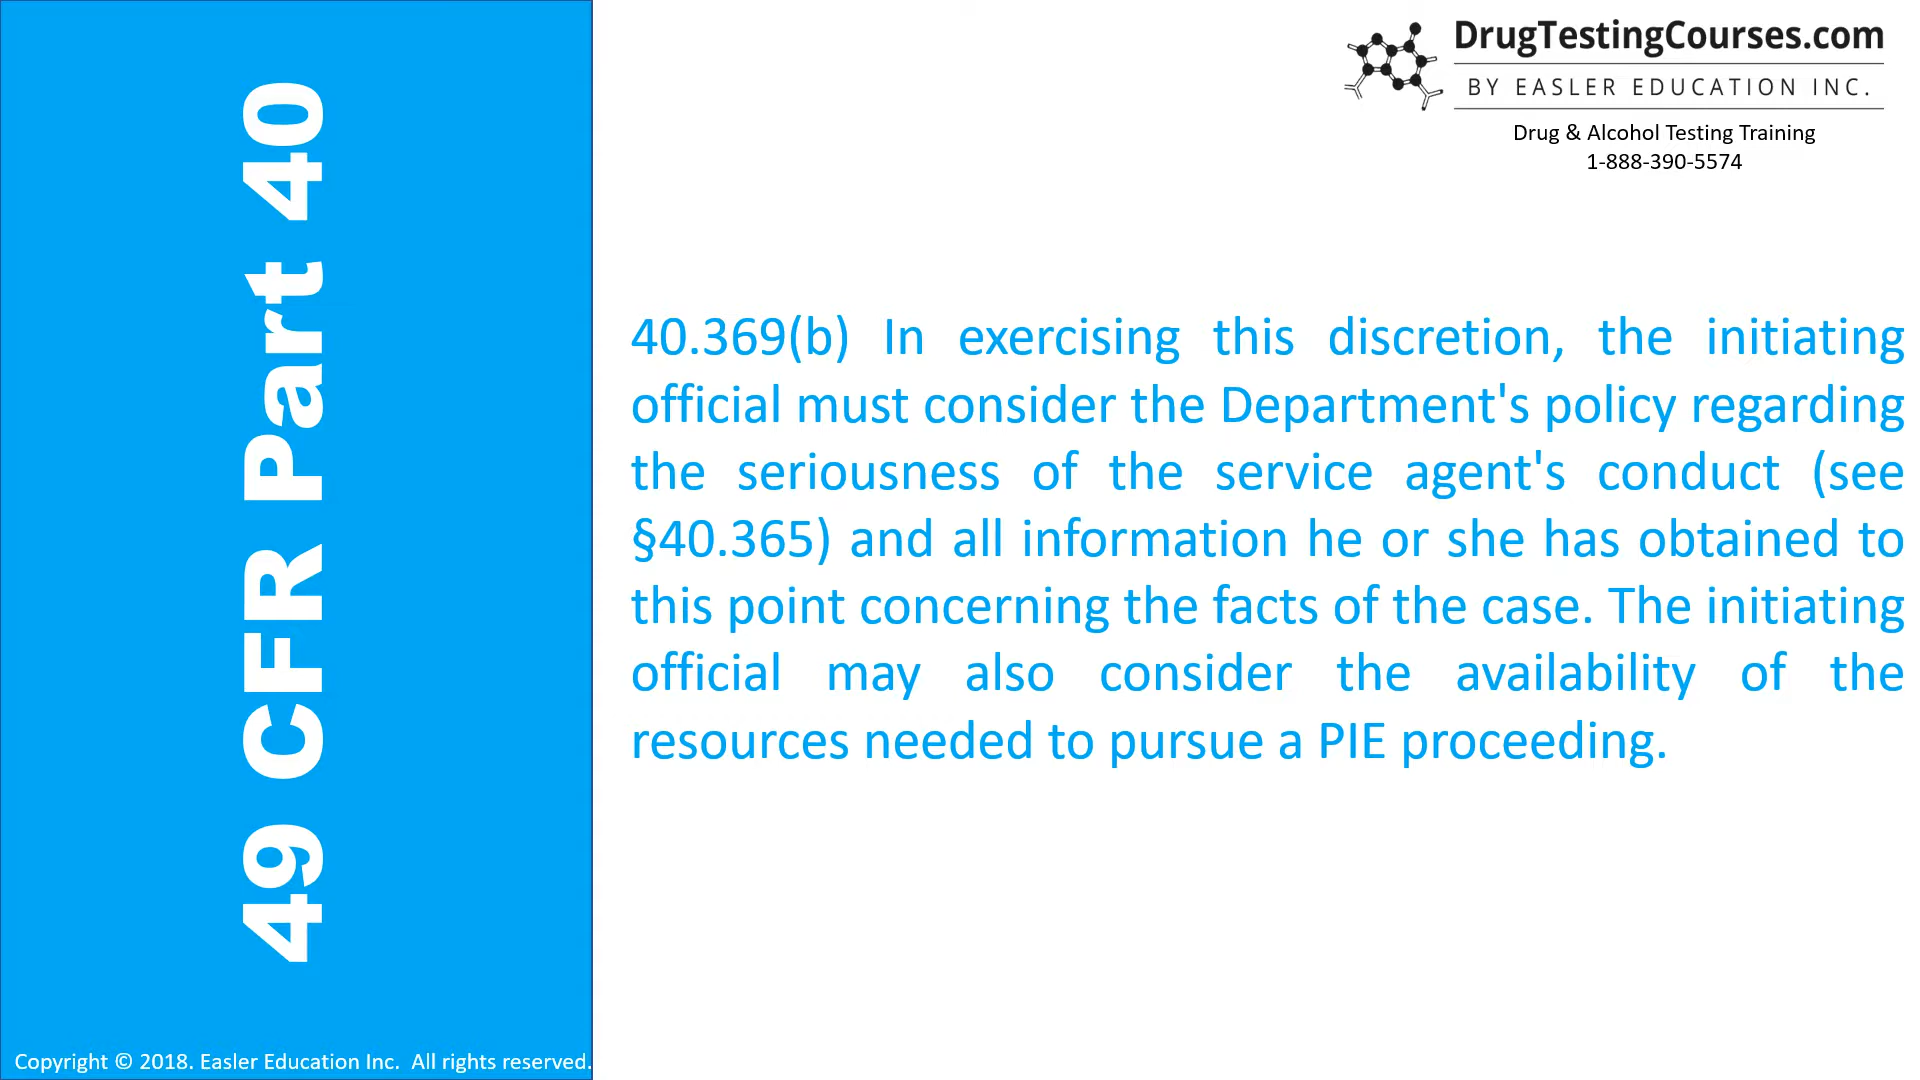 49 CFR Part 40
DrugTestingCourses.com
BY EASLER EDUCATION INC.
Drug & Alcohol Testing Training
1-888-390-5574
40.369(b) In exercising this discretion, the initiating
official must consider the Department's policy regarding
the seriousness of the service agent's conduct (see
§40.365) and all information he or she has obtained to
this point concerning the facts of the case. The initiating
official may also consider the availability of the
resources needed to pursue a PIE proceeding.
Copyright © 2018. Easler Education Inc. All rights reserved.